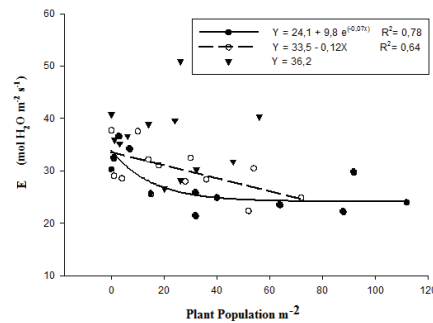 Y = 24,1 + 9,8 e(-0,07x) R²= 0,78
Y = 33,5 - 0,12X R²= 0,64
Y = 36,2
60
50
40
30
20
10
E
(mol H₂O m⁻² s⁻¹)
0 20 40 60 80 100 120
Plant Population m⁻²